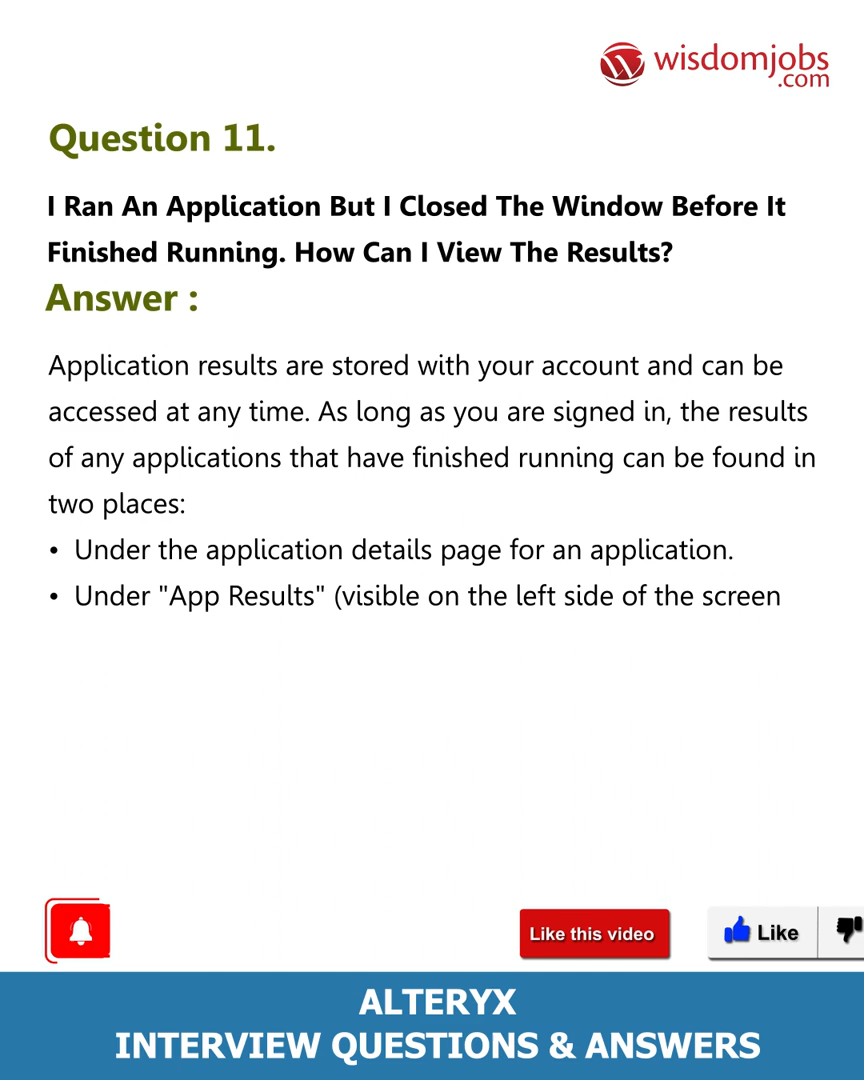 wisdomjobs
.com
Question 11.
I Ran An Application But I Closed The Window Before It
Finished Running. How Can I View The Results?
Answer :
Application results are stored with your account and can be
accessed at any time. As long as you are signed in, the results
of any applications that have finished running can be found in
two places:
• Under the application details page for an application.
• Under "App Results" (visible on the left side of the screen
Like this video
Like
ALTERYX
INTERVIEW QUESTIONS & ANSWERS